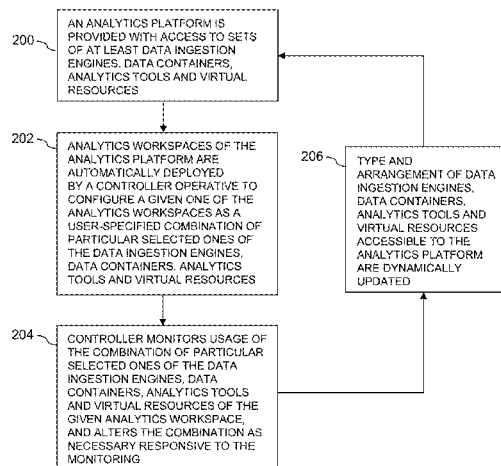 200
AN ANALYTICS PLATFORM IS
PROVIDED WITH ACCESS TO SETS
OF AT LEAST DATA INGESTION
ENGINES, DATA CONTAINERS,
ANALYTICS TOOLS AND VIRTUAL
RESOURCES
202
ANALYTICS WORKSPACES OF THE
ANALYTICS PLATFORM ARE
AUTOMATICALLY DEPLOYED
BY A CONTROLLER OPERATIVE TO
CONFIGURE A GIVEN ONE OF THE
ANALYTICS WORKSPACES AS A
USER-SPECIFIED COMBINATION OF
PARTICULAR SELECTED ONES OF
THE DATA INGESTION ENGINES,
DATA CONTAINERS, ANALYTICS
TOOLS AND VIRTUAL RESOURCES
204
CONTROLLER MONITORS USAGE OF
THE COMBINATION OF PARTICULAR
SELECTED ONES OF THE DATA
INGESTION ENGINES, DATA
CONTAINERS, ANALYTICS TOOLS
AND VIRTUAL RESOURCES OF THE
GIVEN ANALYTICS WORKSPACE,
AND ALTERS THE COMBINATION AS
NECESSARY RESPONSIVE TO THE
MONITORING
206
TYPE AND
ARRANGEMENT OF DATA
INGESTION ENGINES,
DATA CONTAINERS,
ANALYTICS TOOLS AND
VIRTUAL RESOURCES
ACCESSIBLE TO THE
ANALYTICS PLATFORM
ARE DYNAMICALLY
UPDATED